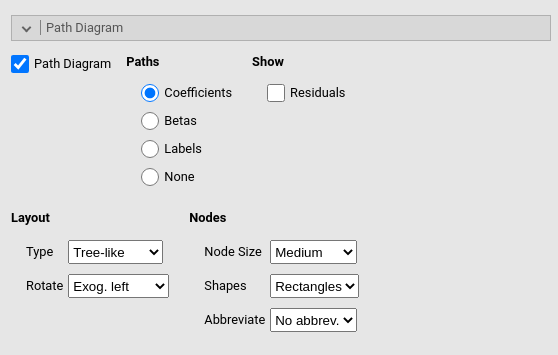 Path Diagram
Path Diagram Paths Show
Coefficients Residuals
Betas
Labels
None
Layout Nodes
Type Tree-like Node Size Medium
Rotate Exog. left Shapes Rectangles
Abbreviate No abbrev.